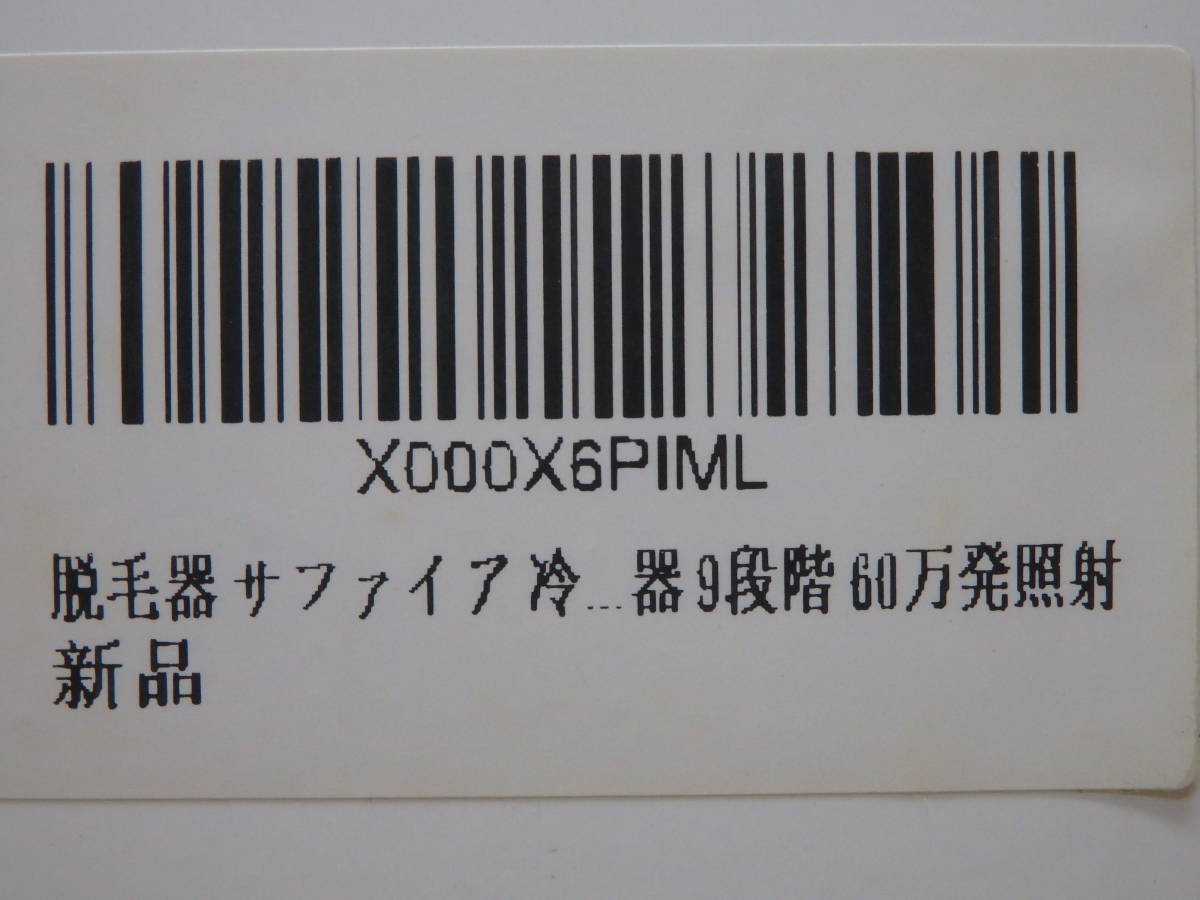 X000X6PIML
脱毛器 サファイア 冷...器 9段階 60万発照射
新品